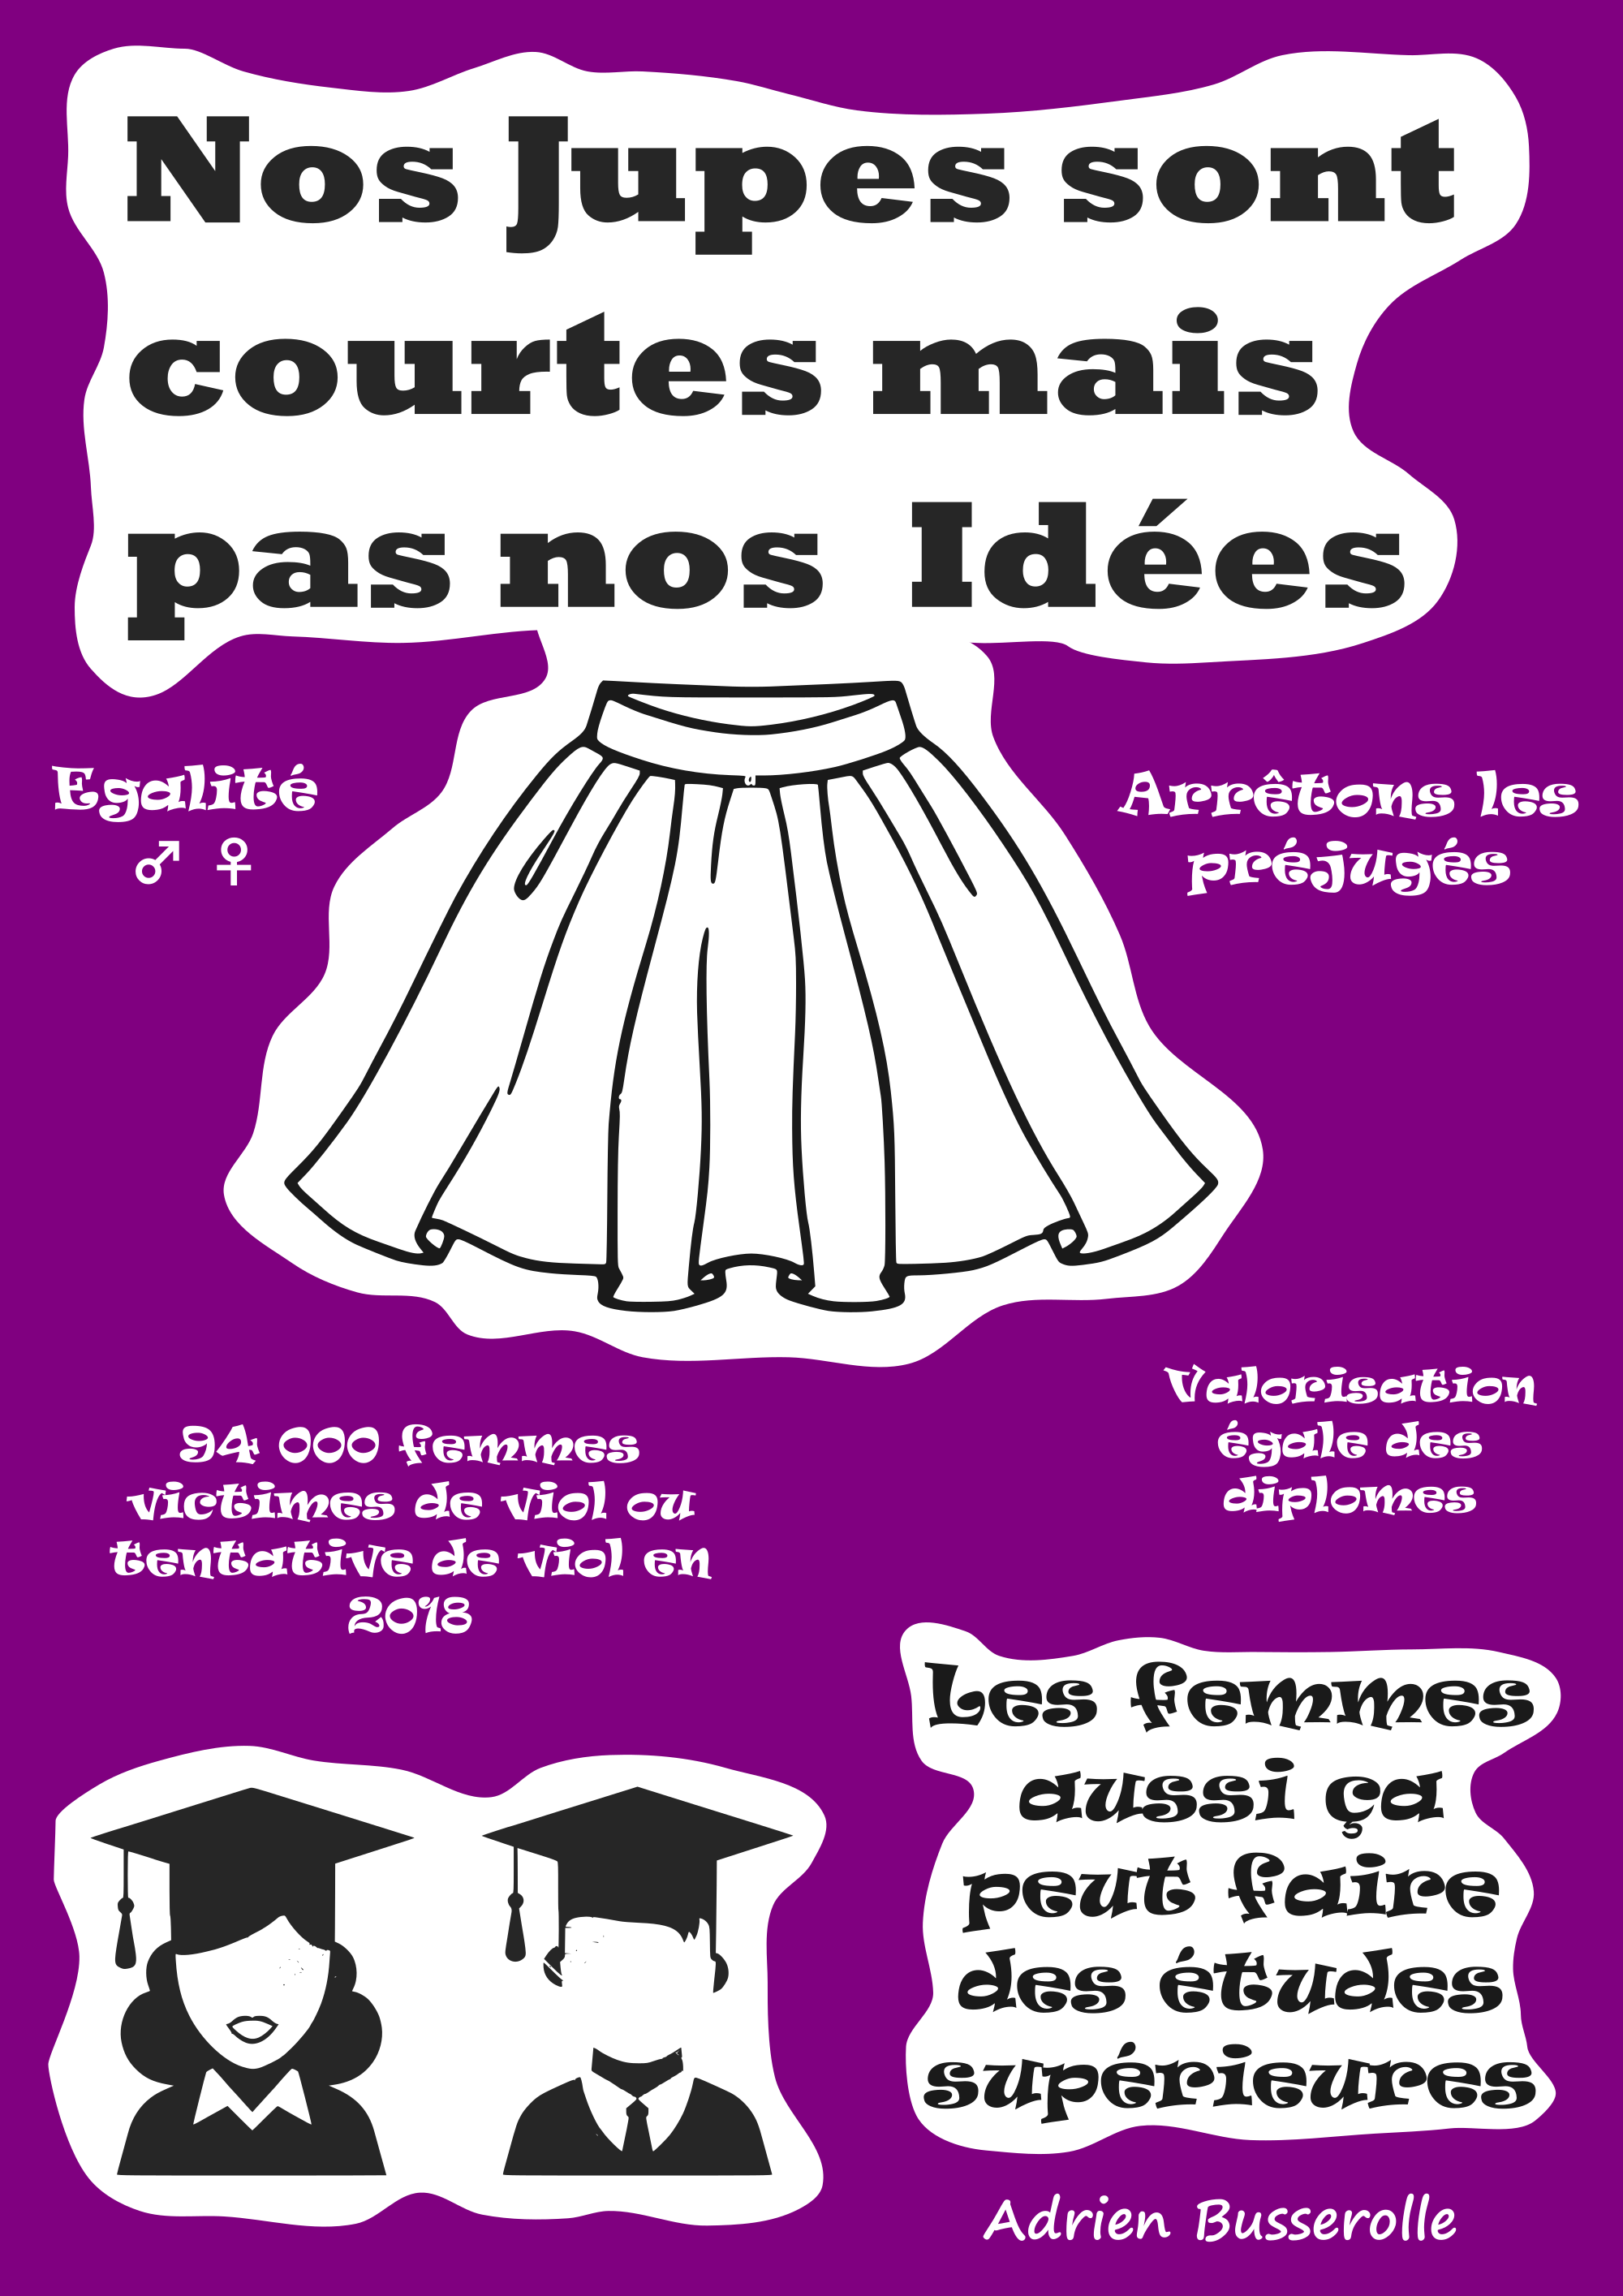 Nos Jupes sont
courtes mais
pas nos Idées
Egalité
♂ ♀
Arrêtons les
préjugés
94 000 femmes
victimes de viol ou
tentative de viol en
2018
Valorisation
égale des
diplomes
Les femmes
aussi ça
peut faire
des études
supérieures
Adrien Busserolle